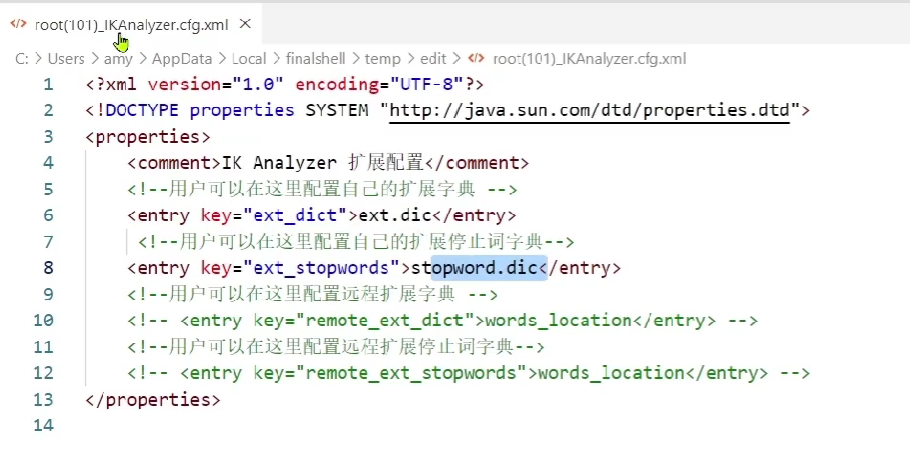 root(101)_IKAnalyzer.cfg.xml
C: > Users > amy > AppData > Local > finalshell > temp > edit > root(101)_IKAnalyzer.cfg.xml
1 <?xml version="1.0" encoding="UTF-8"?>
2 <!DOCTYPE properties SYSTEM "http://java.sun.com/dtd/properties.dtd">
3 <properties>
4 <comment>IK Analyzer 扩展配置</comment>
5 <!--用户可以在这里配置自己的扩展字典 -->
6 <entry key="ext_dict">ext.dic</entry>
7 <!--用户可以在这里配置自己的扩展停止词字典-->
8 <entry key="ext_stopwords">stopword.dic</entry>
9 <!--用户可以在这里配置远程扩展字典 -->
10 <!-- <entry key="remote_ext_dict">words_location</entry> -->
11 <!--用户可以在这里配置远程扩展停止词字典-->
12 <!-- <entry key="remote_ext_stopwords">words_location</entry> -->
13 </properties>
14